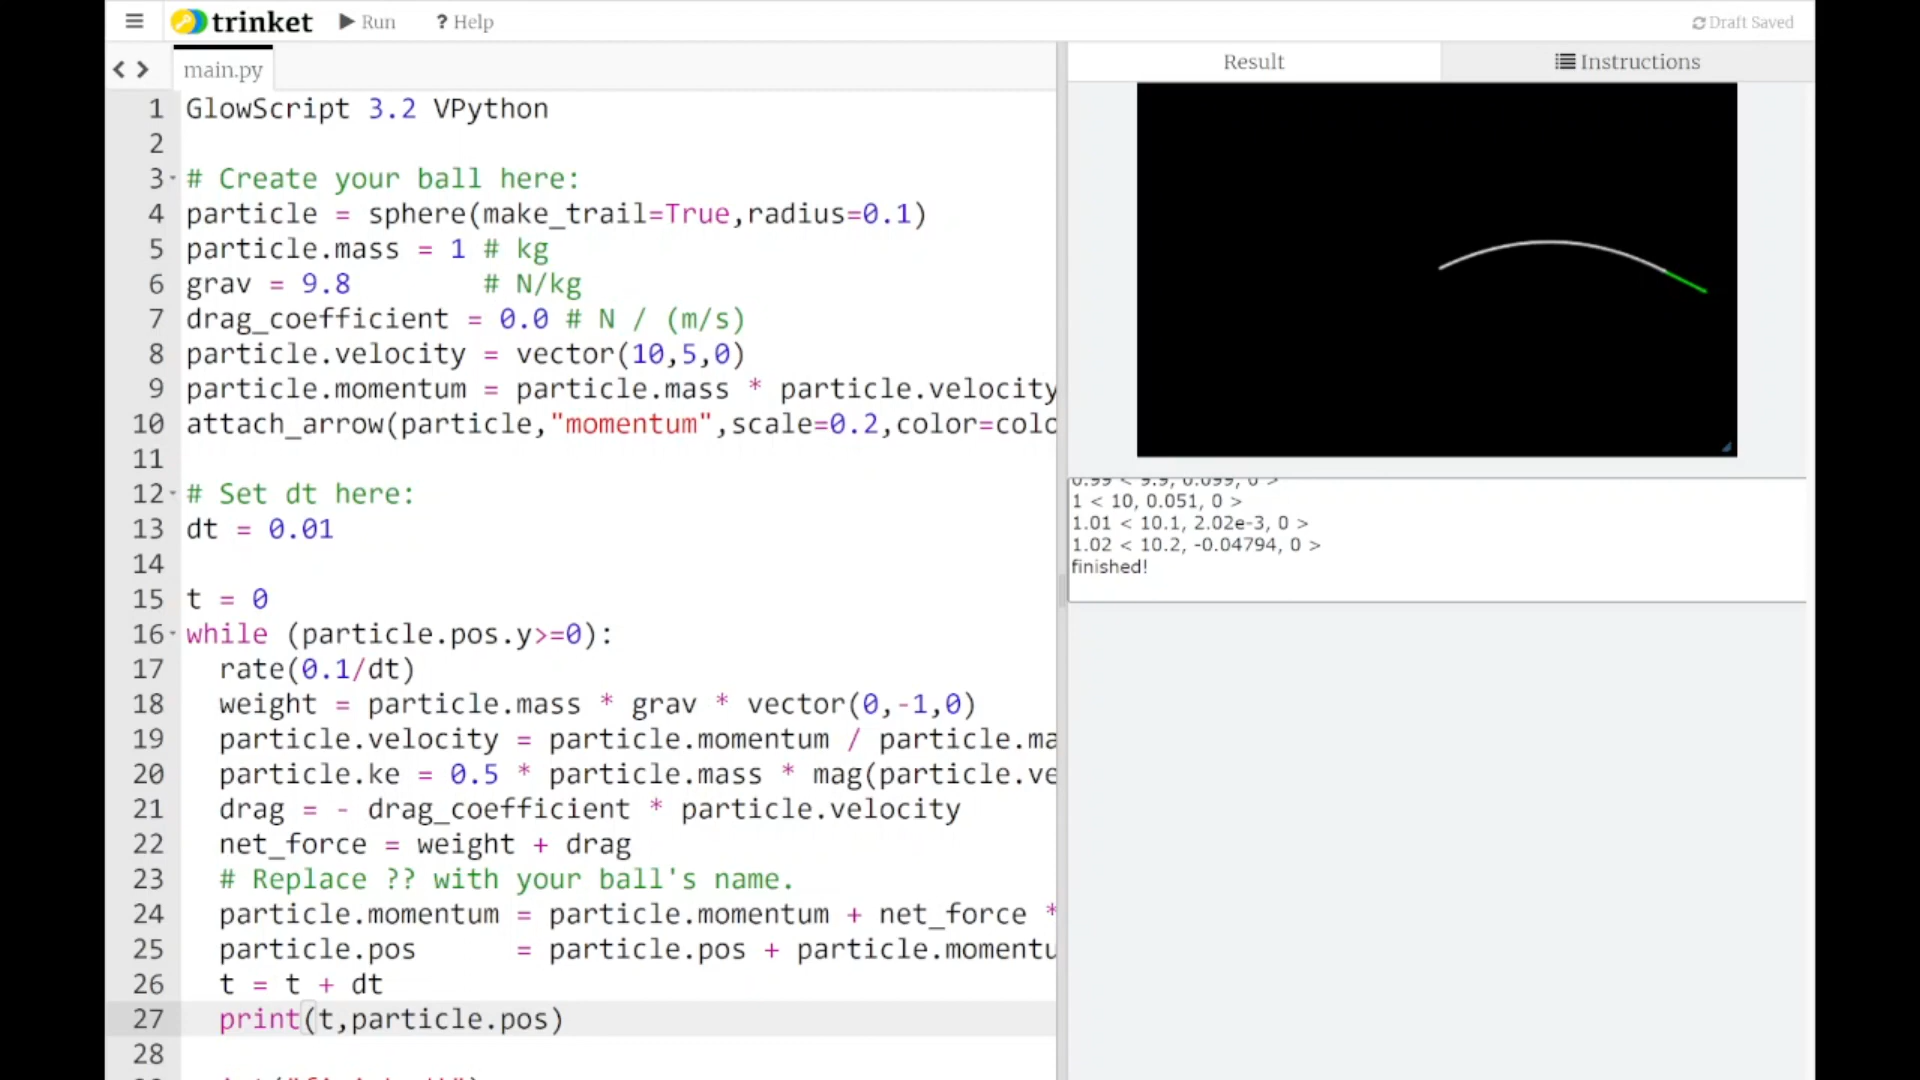 trinket Run ? Help Draft Saved
main.py
Result Instructions
1 GlowScript 3.2 VPython
2
3 # Create your ball here:
4 particle = sphere(make_trail=True,radius=0.1)
5 particle.mass = 1 # kg
6 grav = 9.8 # N/kg
7 drag_coefficient = 0.0 # N / (m/s)
8 particle.velocity = vector(10,5,0)
9 particle.momentum = particle.mass * particle.velocity
10 attach_arrow(particle,"momentum",scale=0.2,color=colo
11
12 # Set dt here:
13 dt = 0.01
14
15 t = 0
16 while (particle.pos.y>=0):
17 rate(0.1/dt)
18 weight = particle.mass * grav * vector(0,-1,0)
19 particle.velocity = particle.momentum / particle.ma
20 particle.ke = 0.5 * particle.mass * mag(particle.ve
21 drag = - drag_coefficient * particle.velocity
22 net_force = weight + drag
23 # Replace ?? with your ball's name.
24 particle.momentum = particle.momentum + net_force *
25 particle.pos = particle.pos + particle.momentu
26 t = t + dt
27 print(t,particle.pos)
28
0.99 < 9.9, 0.099, 0 >
1 < 10, 0.051, 0 >
1.01 < 10.1, 2.02e-3, 0 >
1.02 < 10.2, -0.04794, 0 >
finished!